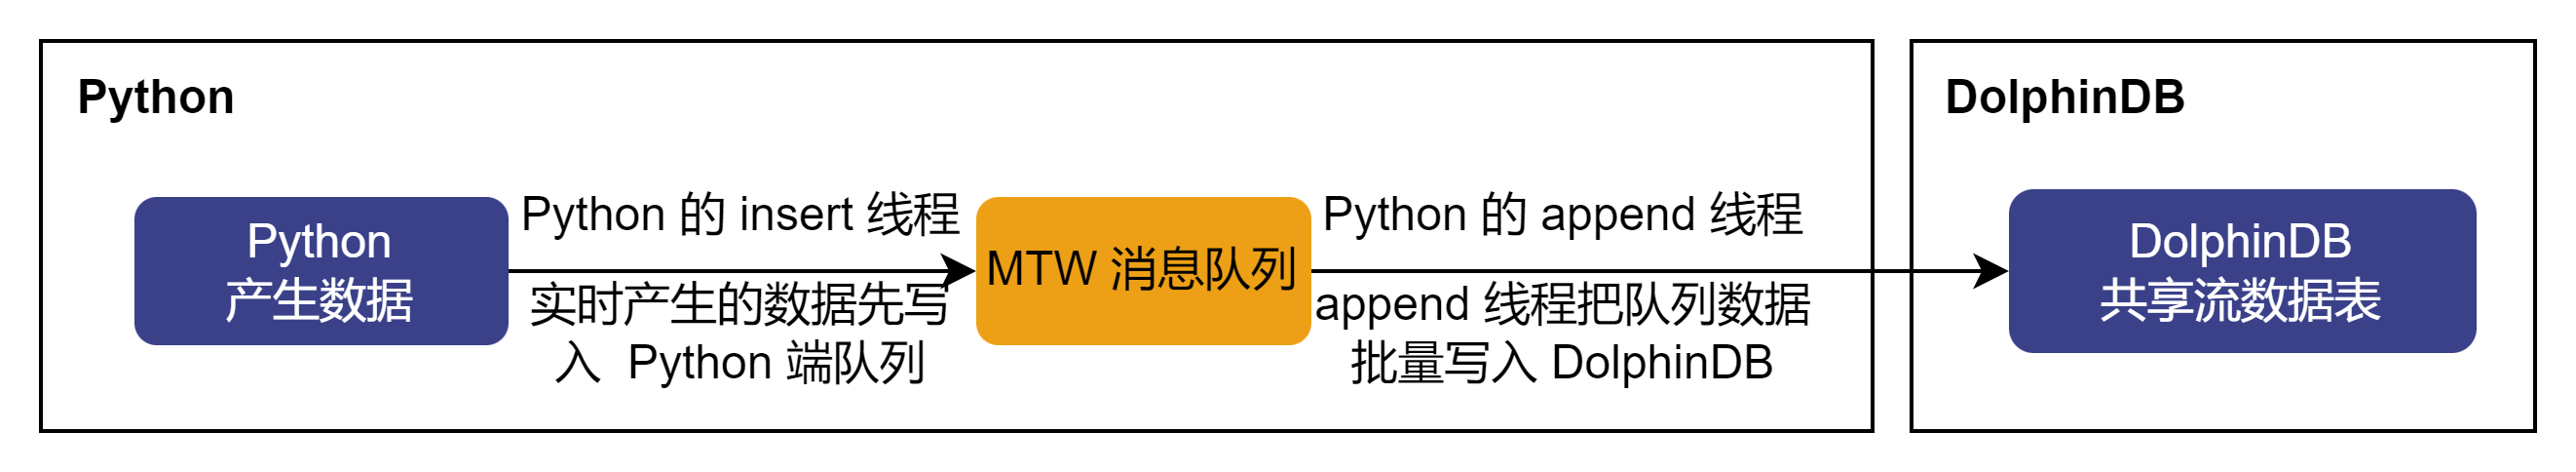 Python
Python
产生数据
Python 的 insert 线程
实时产生的数据先写
入 Python 端队列
MTW 消息队列
Python 的 append 线程
append 线程把队列数据
批量写入 DolphinDB
DolphinDB
DolphinDB
共享流数据表